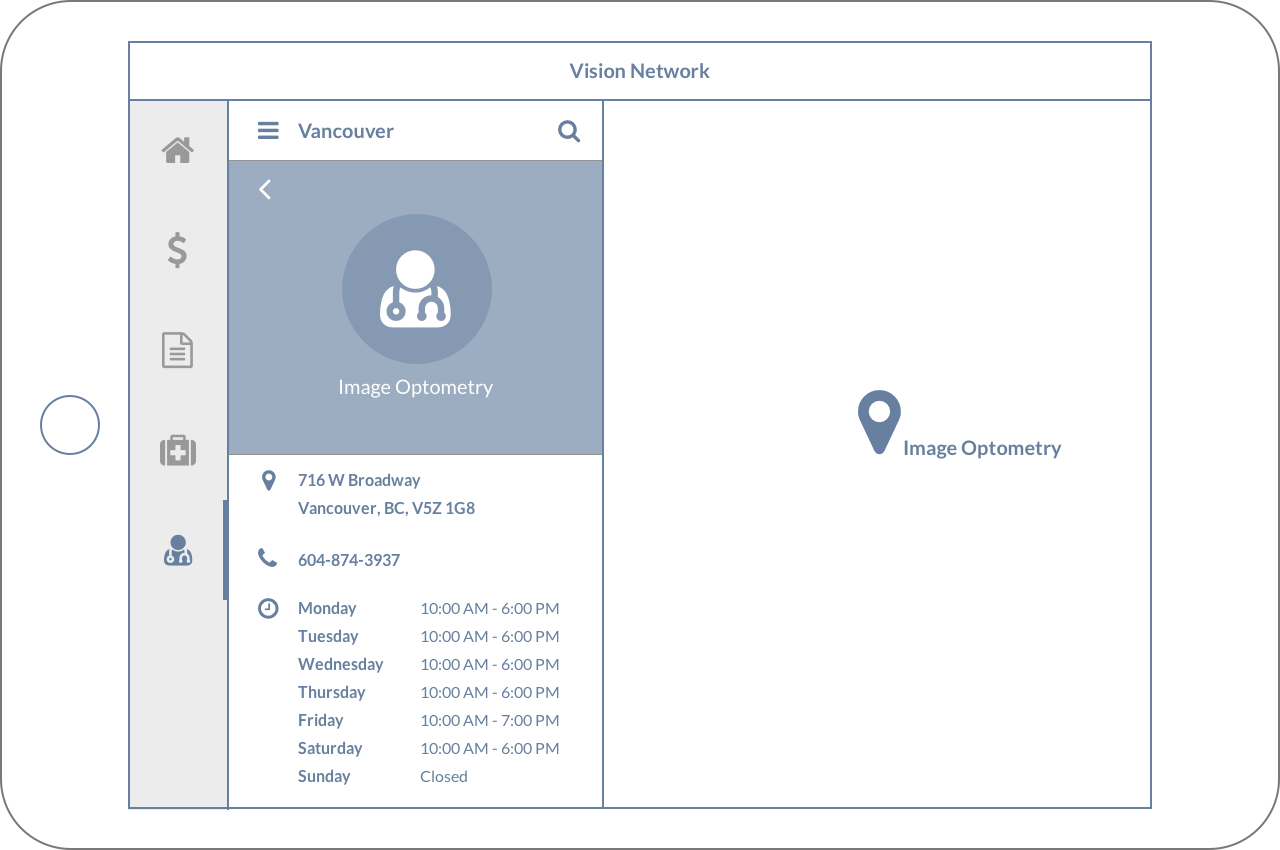 Vision Network
Vancouver
Image Optometry
716 W Broadway
Vancouver, BC, V5Z 1G8
604-874-3937
Monday 10:00 AM - 6:00 PM
Tuesday 10:00 AM - 6:00 PM
Wednesday 10:00 AM - 6:00 PM
Thursday 10:00 AM - 6:00 PM
Friday 10:00 AM - 7:00 PM
Saturday 10:00 AM - 6:00 PM
Sunday Closed
Image Optometry